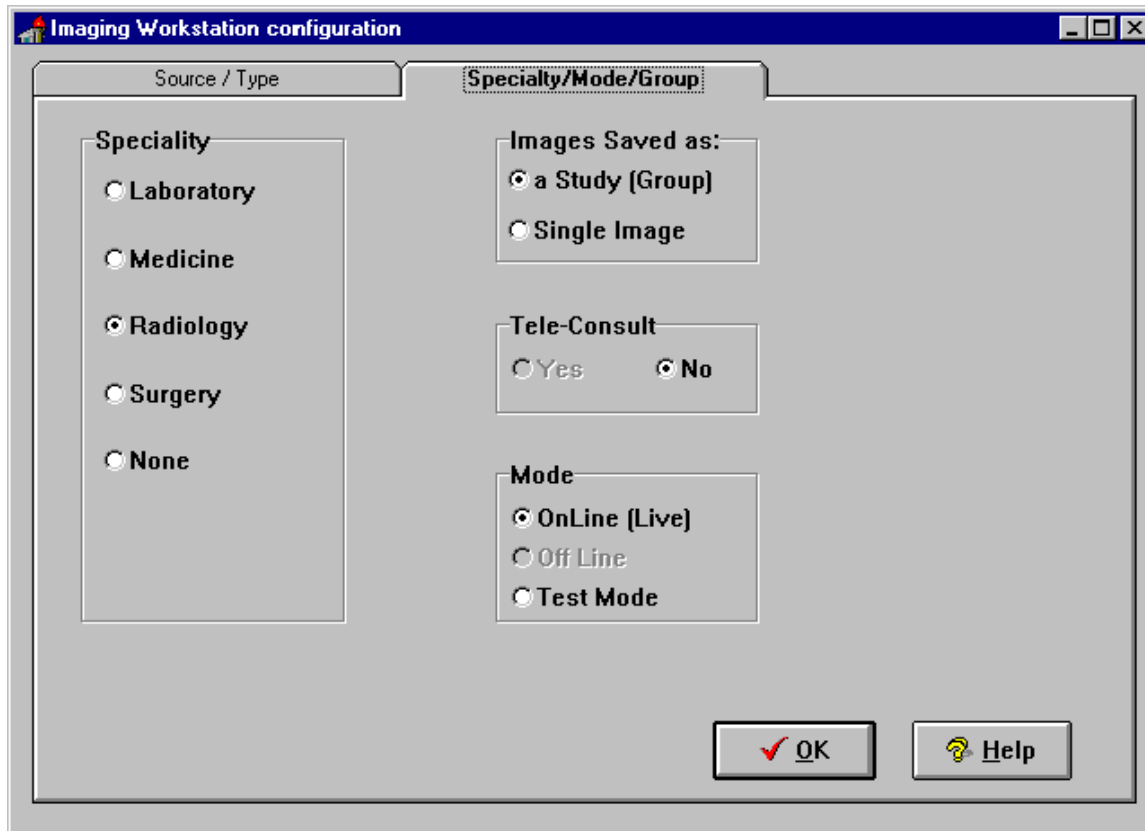 Imaging Workstation configuration
Source / Type
Specialty/Mode/Group
Speciality
Laboratory
Medicine
Radiology
Surgery
None
Images Saved as:
a Study (Group)
Single Image
Tele-Consult
Yes No
Mode
OnLine (Live)
Off Line
Test Mode
OK
Help